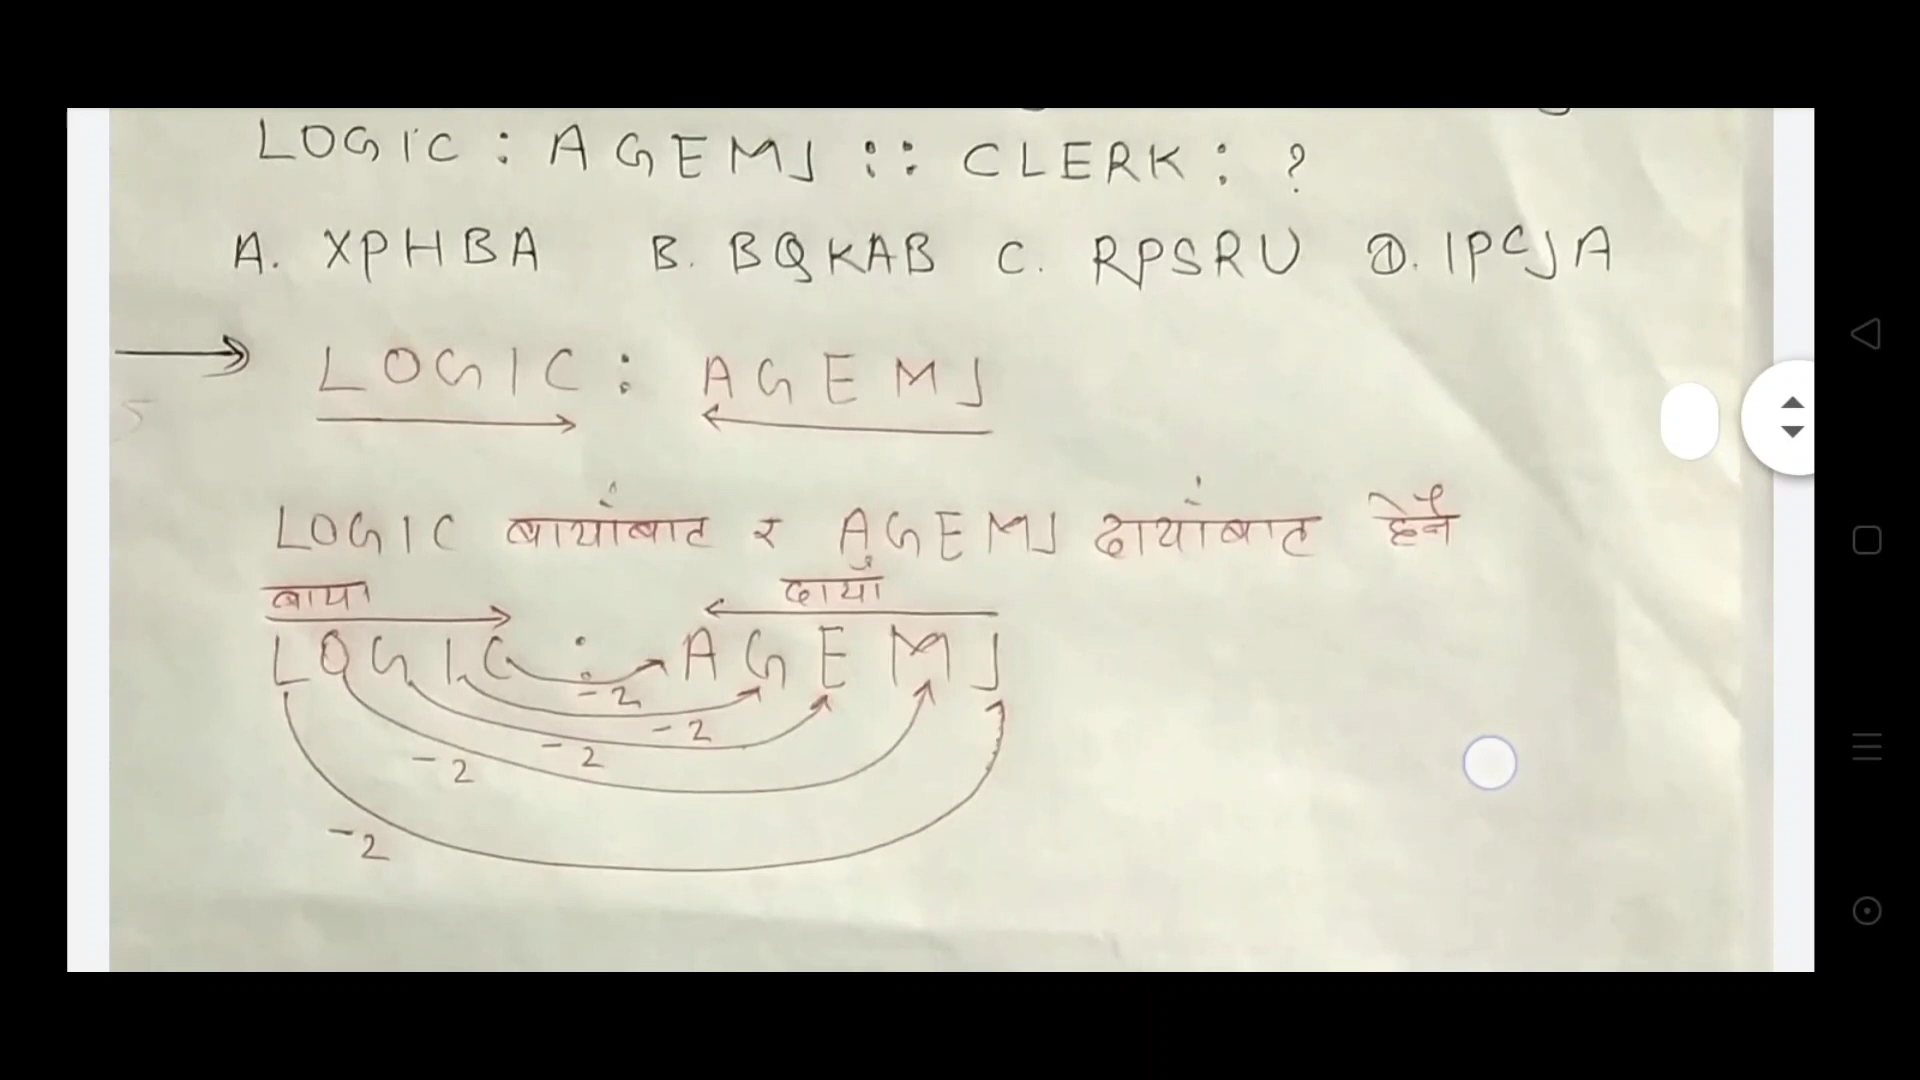 LOGIC : AGEMJ :: CLERK : ?
A. XPHBA B. BQKAB C. RPSRU D. IPCJA
LOGIC : AGEMJ
LOGIC बायाांबाट र AGEMJ दायाांबाट हेर्ने
बाया दायाँ
LOGIC : AGEMJ
-2
-2
-2
-2
-2